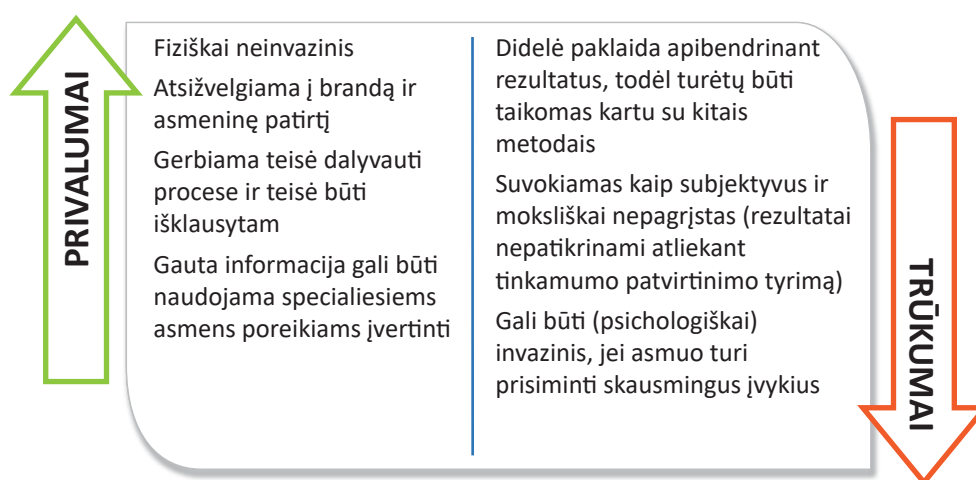 PRIVALUMAI
Fiziškai neinvazinis
Atsižvelgiama į brandą ir
asmeninę patirtį
Gerbiama teisė dalyvauti
procese ir teisė būti
išklausytam
Gauta informacija gali būti
naudojama specialiesiems
asmens poreikiams įvertinti
Didelė paklaida apibendrinant
rezultatus, todėl turėtų būti
taikomas kartu su kitais
metodais
Suvokiamas kaip subjektyvus ir
moksliškai nepagrįstas (rezultatai
nepatikrinami atliekant
tinkamumo patvirtinimo tyrimą)
Gali būti (psichologiškai)
invazinis, jei asmuo turi
prisiminti skausmingus įvykius
TRŪKUMAI